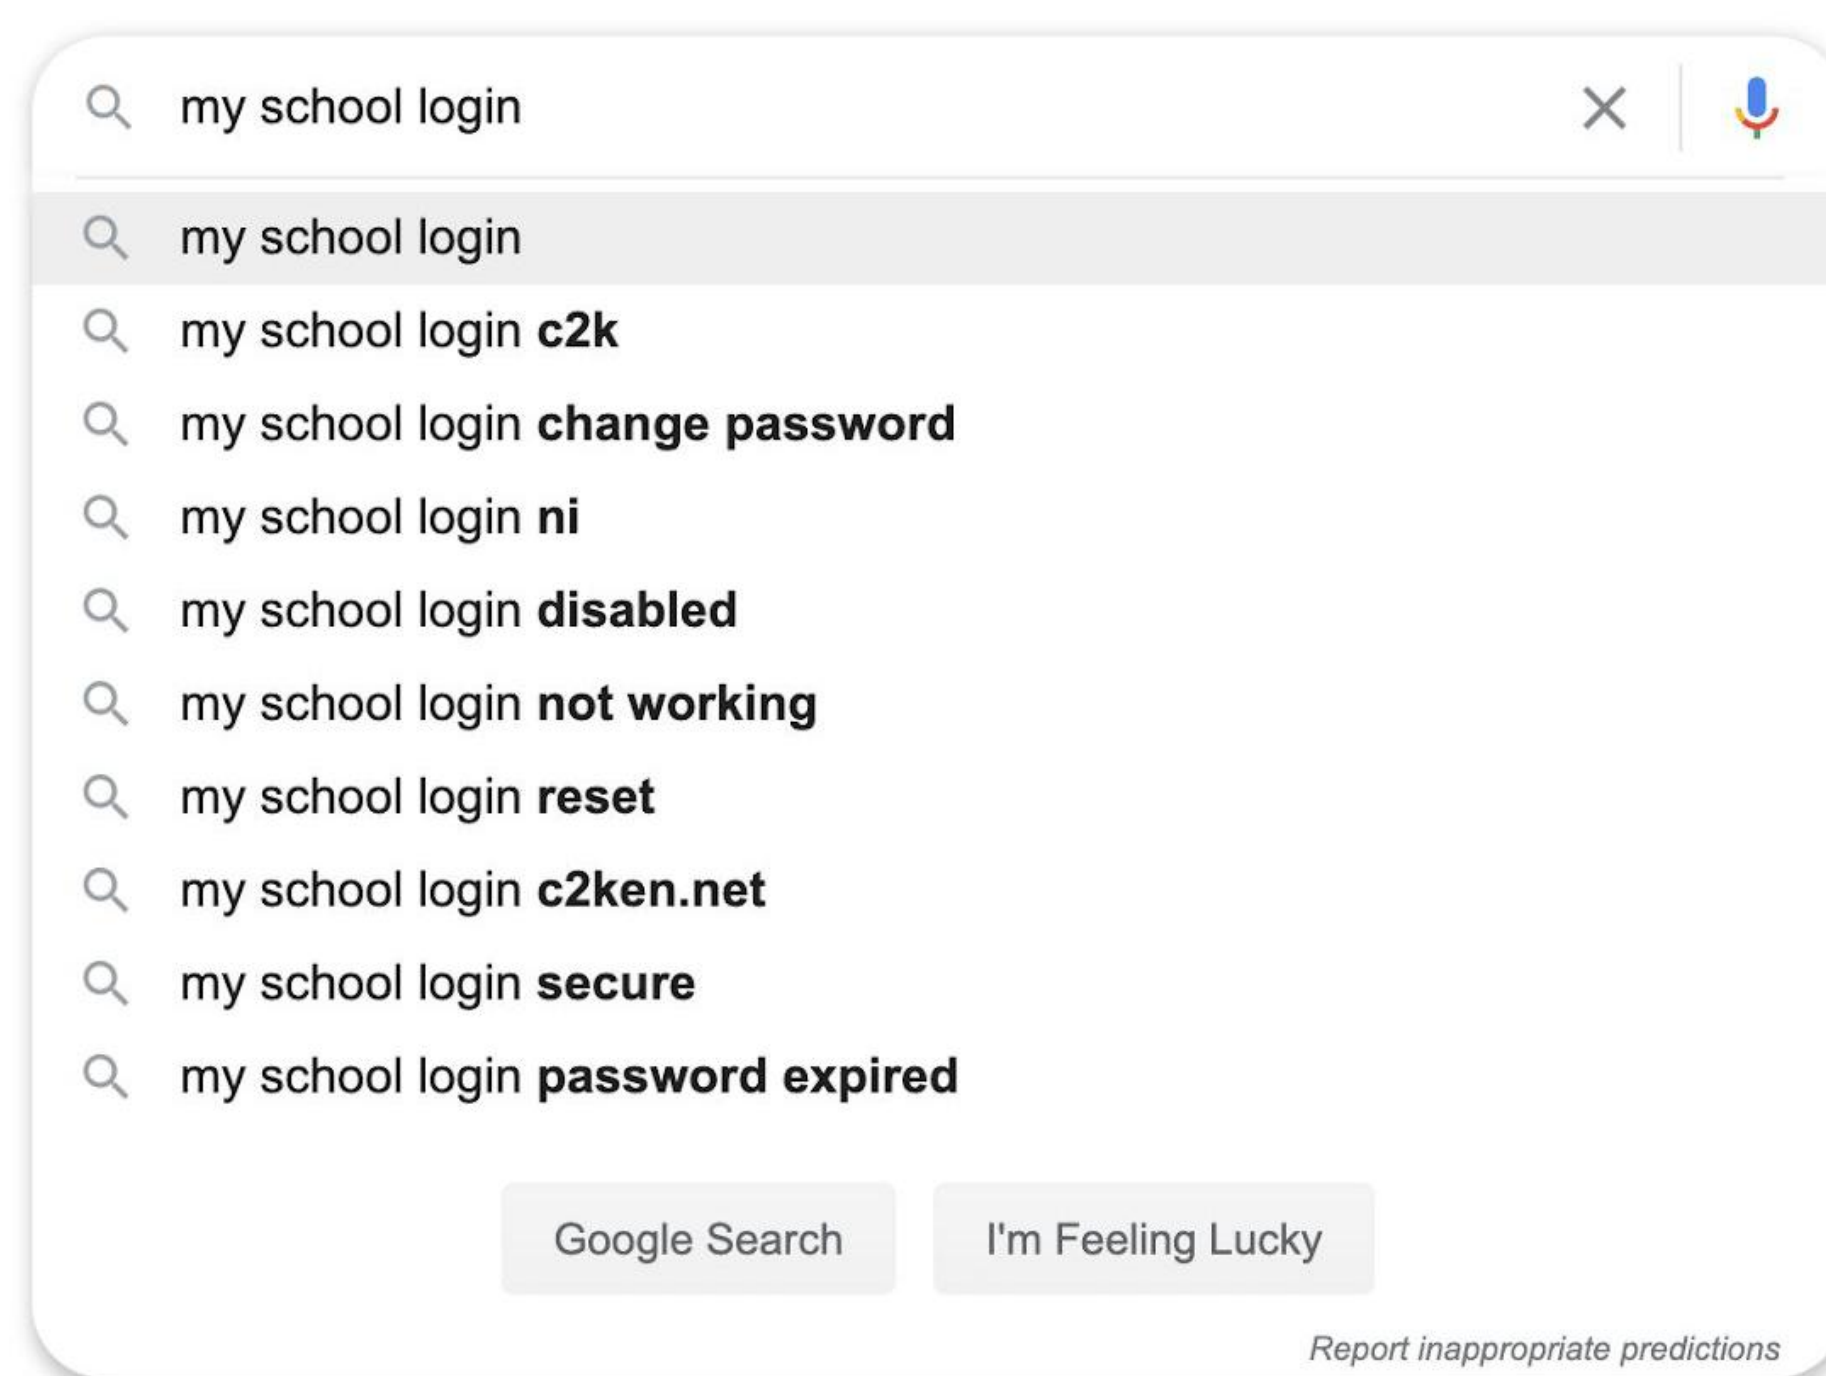 my school login
my school login
my school login c2k
my school login change password
my school login ni
my school login disabled
my school login not working
my school login reset
my school login c2ken.net
my school login secure
my school login password expired
Google Search
I'm Feeling Lucky
Report inappropriate predictions